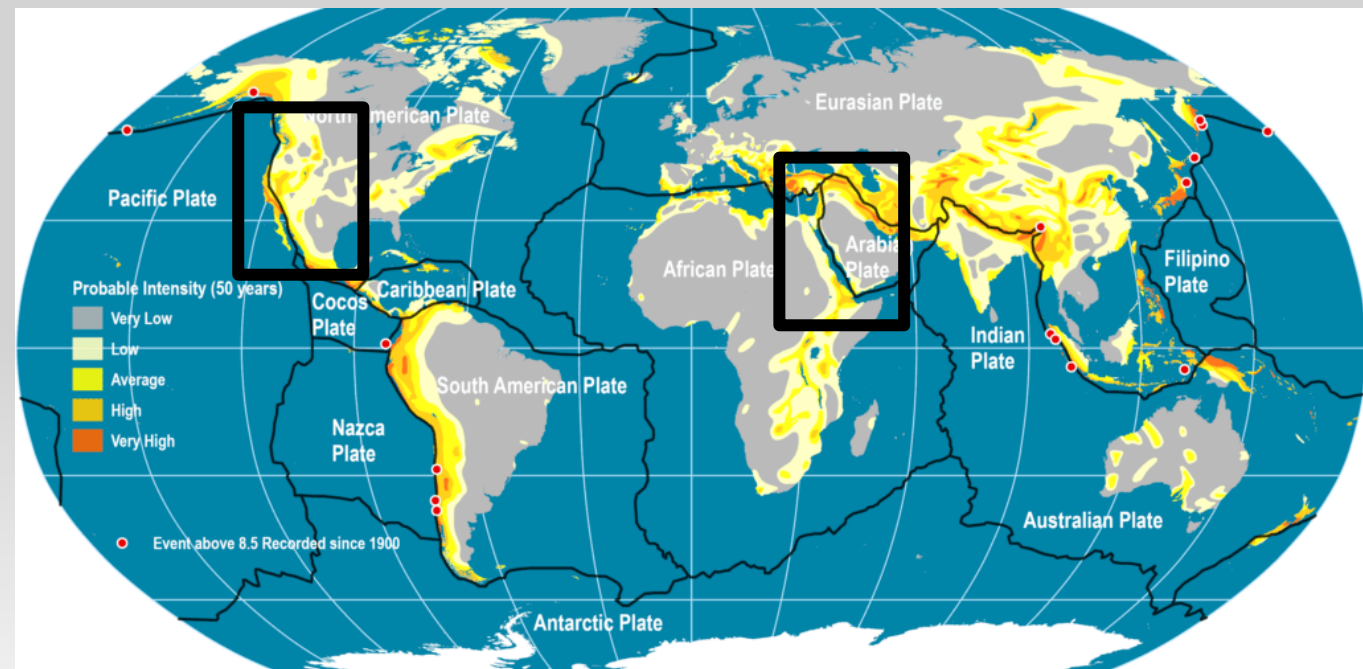 Eurasian Plate
North American Plate
Pacific Plate
Arabian
Plate
African Plate
Filipino
Plate
Probable Intensity (50 years)
Caribbean Plate
Cocos
Plate
Very Low
Low
Average
High
Very High
Indian
Plate
South American Plate
Nazca
Plate
Australian Plate
Event above 8.5 Recorded since 1900
Antarctic Plate